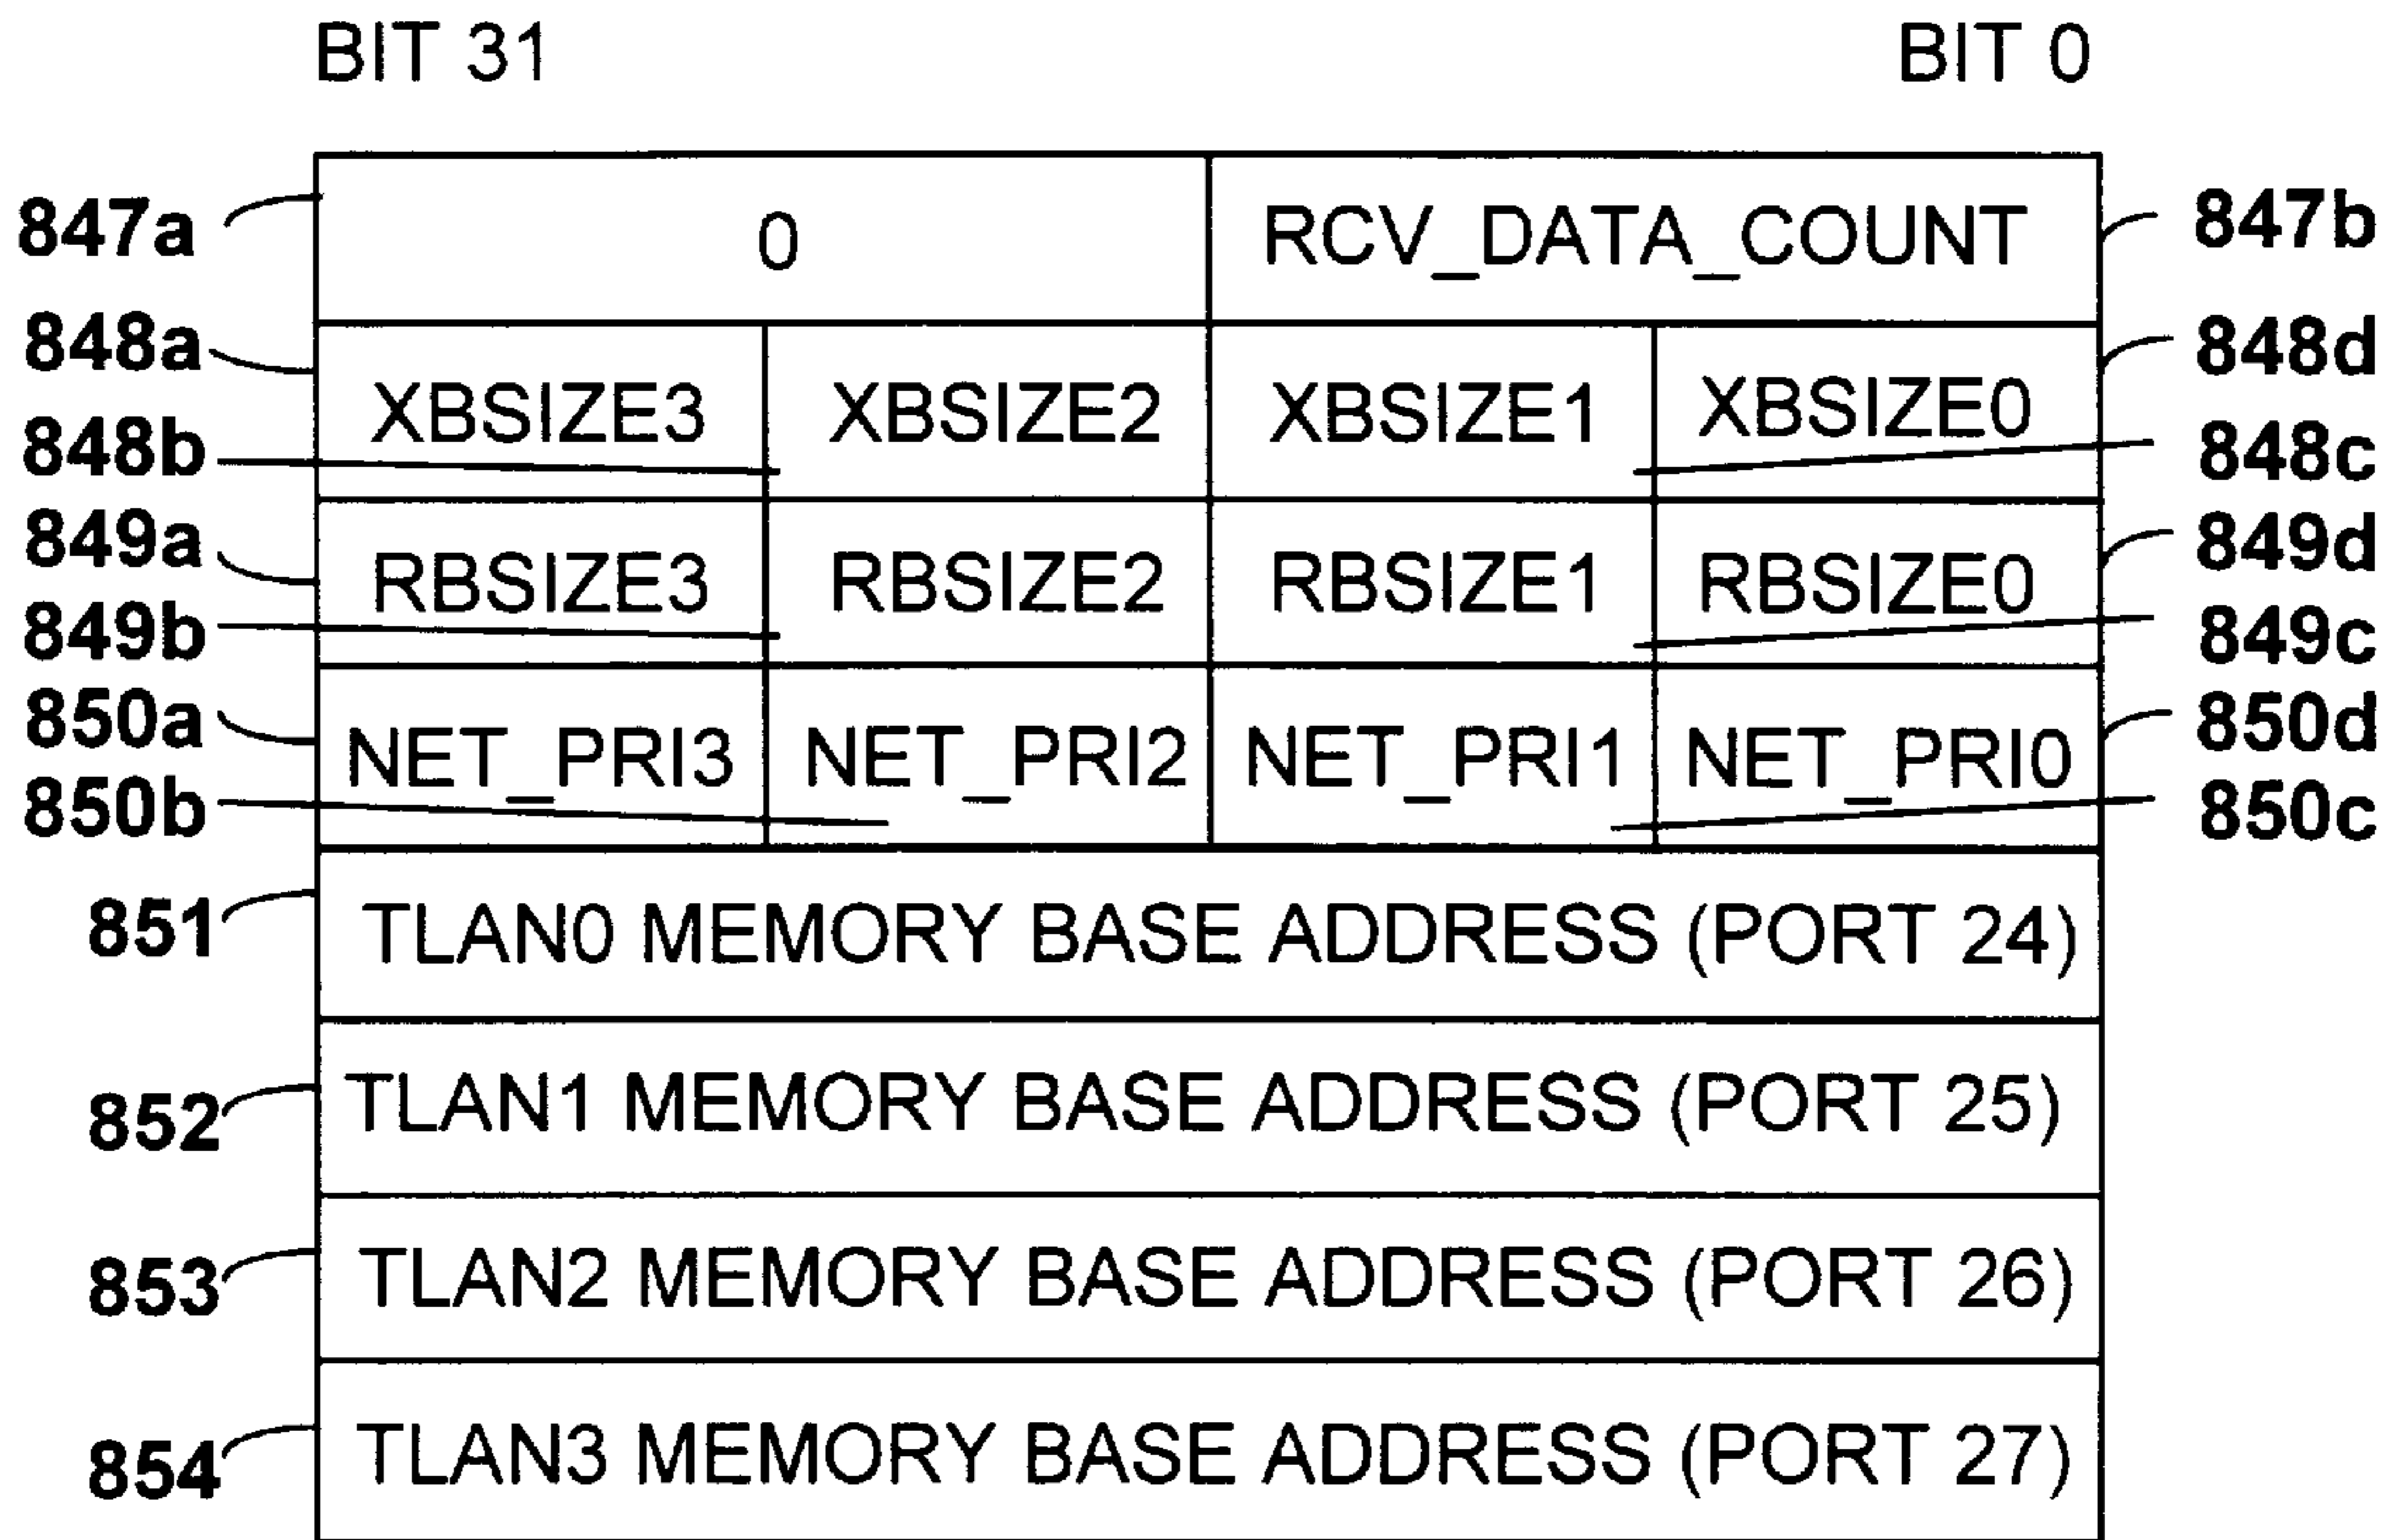 BIT 31 BIT 0
847a 0 RCV_DATA_COUNT 847b
848a XBSIZE3 XBSIZE2 XBSIZE1 XBSIZE0 848d
848b 848c
849a RBSIZE3 RBSIZE2 RBSIZE1 RBSIZE0 849d
849b 849c
850a NET_PRI3 NET_PRI2 NET_PRI1 NET_PRI0 850d
850b 850c
851 TLAN0 MEMORY BASE ADDRESS (PORT 24)
852 TLAN1 MEMORY BASE ADDRESS (PORT 25)
853 TLAN2 MEMORY BASE ADDRESS (PORT 26)
854 TLAN3 MEMORY BASE ADDRESS (PORT 27)